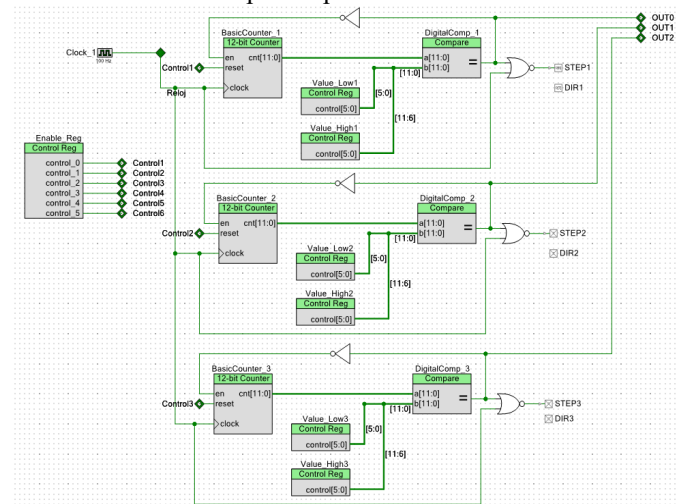 OUT0
OUT1
OUT2
BasicCounter_1
12-bit Counter
en cnt[11:0]
reset
clock
DigitalComp_1
Compare
a[11:0]
b[11:0]
=
Clock_1
100 Hz
Control1
Reloj
[11:0]
[5:0]
[11:6]
STEP1
DIR1
Value_Low1
Control Reg
control[5:0]
Value_High1
Control Reg
control[5:0]
Enable_Reg
Control Reg
control_0 Control1
control_1 Control2
control_2 Control3
control_3 Control4
control_4 Control5
control_5 Control6
BasicCounter_2
12-bit Counter
en cnt[11:0]
reset
clock
DigitalComp_2
Compare
a[11:0]
b[11:0]
=
Control2
[11:0]
[5:0]
[11:6]
STEP2
DIR2
Value_Low2
Control Reg
control[5:0]
Value_High2
Control Reg
control[5:0]
BasicCounter_3
12-bit Counter
en cnt[11:0]
reset
clock
DigitalComp_3
Compare
a[11:0]
b[11:0]
=
Control3
[11:0]
[5:0]
[11:6]
STEP3
DIR3
Value_Low3
Control Reg
control[5:0]
Value_High3
Control Reg
control[5:0]